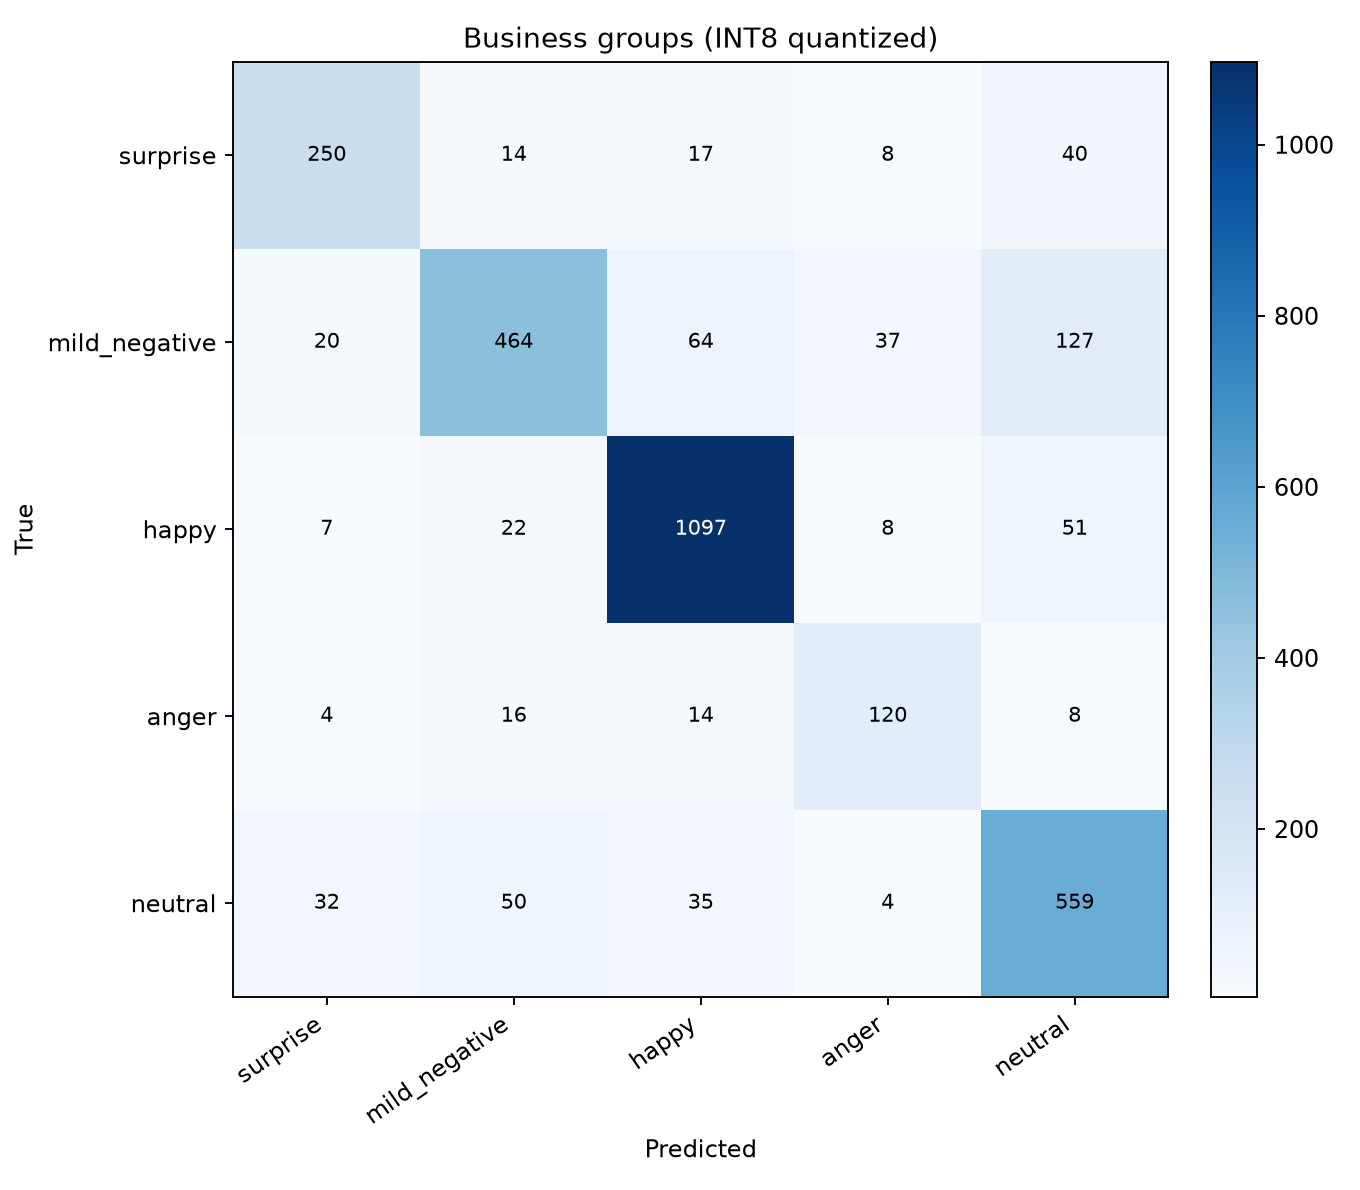 Business groups (INT8 quantized)
surprise 250 14 17 8 40
mild_negative 20 464 64 37 127
happy 7 22 1097 8 51
anger 4 16 14 120 8
neutral 32 50 35 4 559
surprise mild_negative happy anger neutral
Predicted
True
1000
800
600
400
200